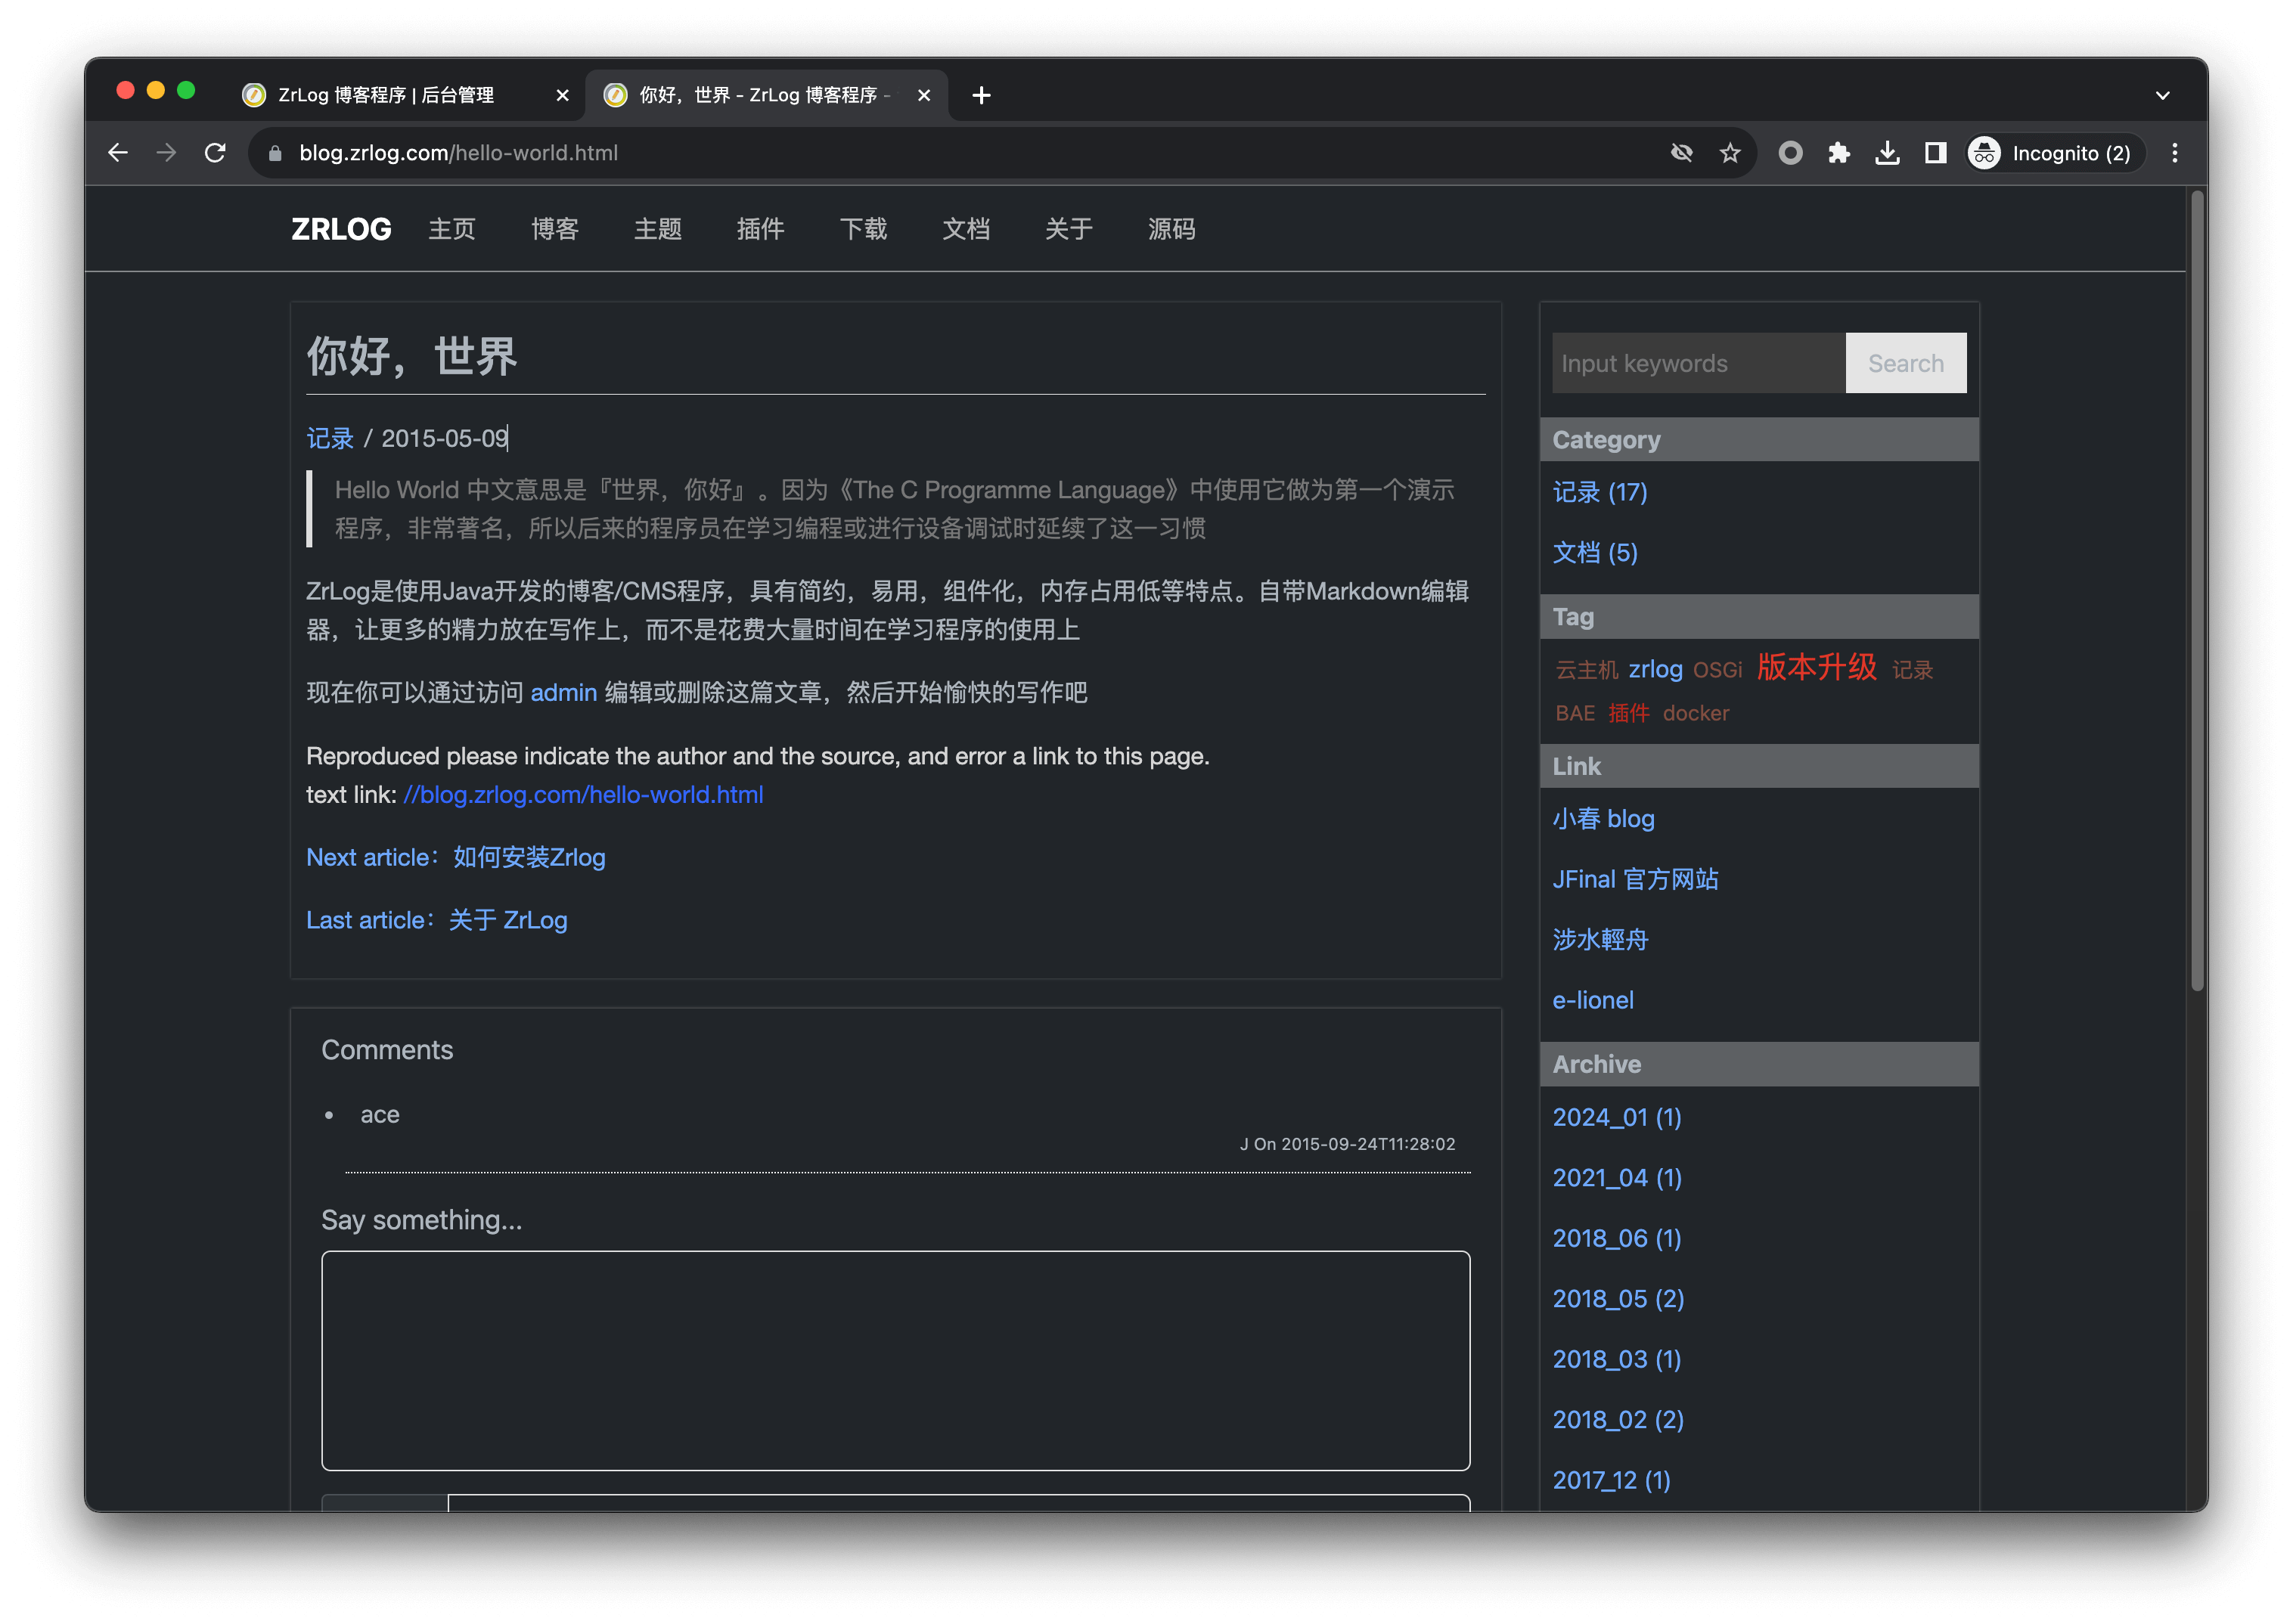 ZrLog 博客程序 | 后台管理
你好，世界 - ZrLog 博客程序 -
blog.zrlog.com/hello-world.html
Incognito (2)
ZRLOG 主页 博客 主题 插件 下载 文档 关于 源码
你好，世界
记录 / 2015-05-09
Hello World 中文意思是『世界，你好』。因为《The C Programme Language》中使用它做为第一个演示
程序，非常著名，所以后来的程序员在学习编程或进行设备调试时延续了这一习惯
ZrLog是使用Java开发的博客/CMS程序，具有简约，易用，组件化，内存占用低等特点。自带Markdown编辑
器，让更多的精力放在写作上，而不是花费大量时间在学习程序的使用上
现在你可以通过访问 admin 编辑或删除这篇文章，然后开始愉快的写作吧
Reproduced please indicate the author and the source, and error a link to this page.
text link: //blog.zrlog.com/hello-world.html
Next article：如何安装Zrlog
Last article：关于 ZrLog
Comments
ace
J On 2015-09-24T11:28:02
Say something...
Input keywords
Search
Category
记录 (17)
文档 (5)
Tag
云主机 zrlog OSGi 版本升级 记录
BAE 插件 docker
Link
小春 blog
JFinal 官方网站
涉水輕舟
e-lionel
Archive
2024_01 (1)
2021_04 (1)
2018_06 (1)
2018_05 (2)
2018_03 (1)
2018_02 (2)
2017_12 (1)